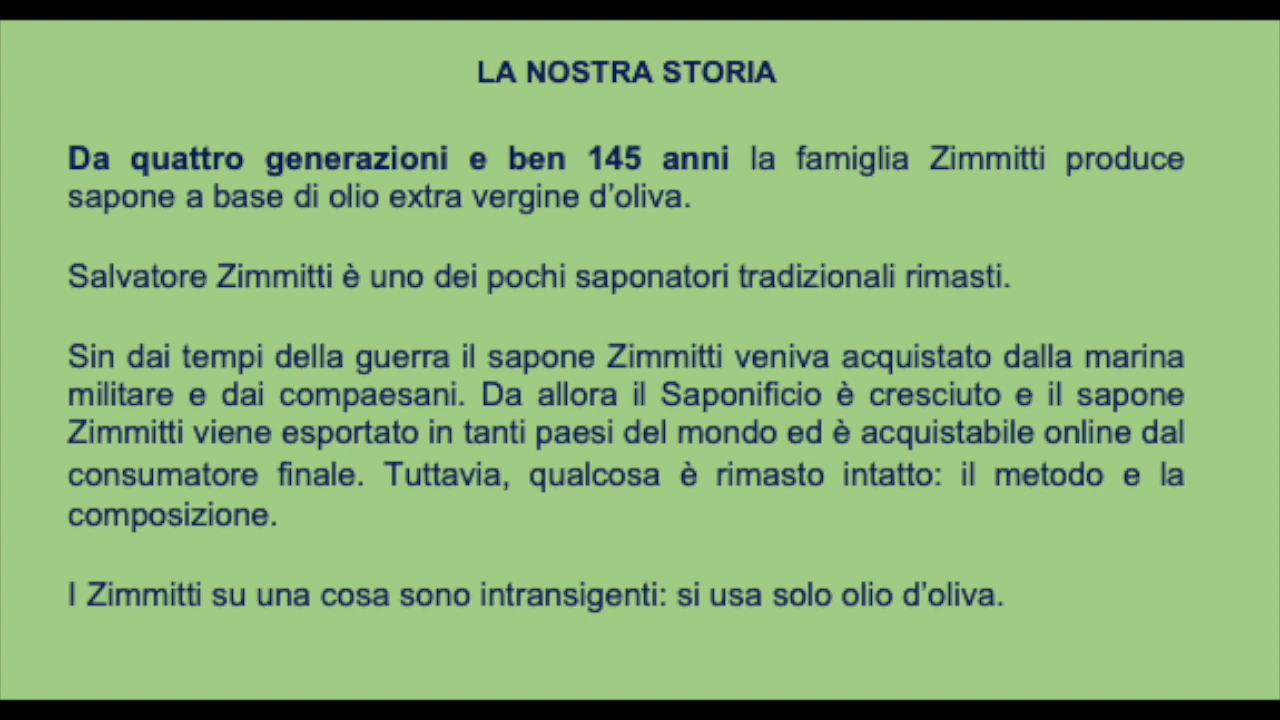 LA NOSTRA STORIA
Da quattro generazioni e ben 145 anni la famiglia Zimmitti produce
sapone a base di olio extra vergine d’oliva.
Salvatore Zimmitti è uno dei pochi saponatori tradizionali rimasti.
Sin dai tempi della guerra il sapone Zimmitti veniva acquistato dalla marina
militare e dai compaesani. Da allora il Saponificio è cresciuto e il sapone
Zimmitti viene esportato in tanti paesi del mondo ed è acquistabile online dal
consumatore finale. Tuttavia, qualcosa è rimasto intatto: il metodo e la
composizione.
I Zimmitti su una cosa sono intransigenti: si usa solo olio d’oliva.